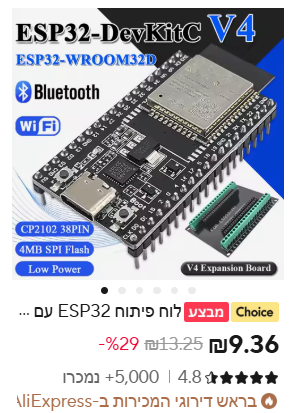 ESP32-DevKitC V4
ESP32-WROOM32D
Bluetooth
WiFi
CP2102 38PIN
4MB SPI Flash
Low Power
Boot
V4 Expansion Board
Choice מבצע לוח פיתוח ESP32 עם ...
₪9.36 ₪13.25 -%29
4.8 | 5,000+ נמכרו
בראש דירוגי המכירות ב-AliExpress